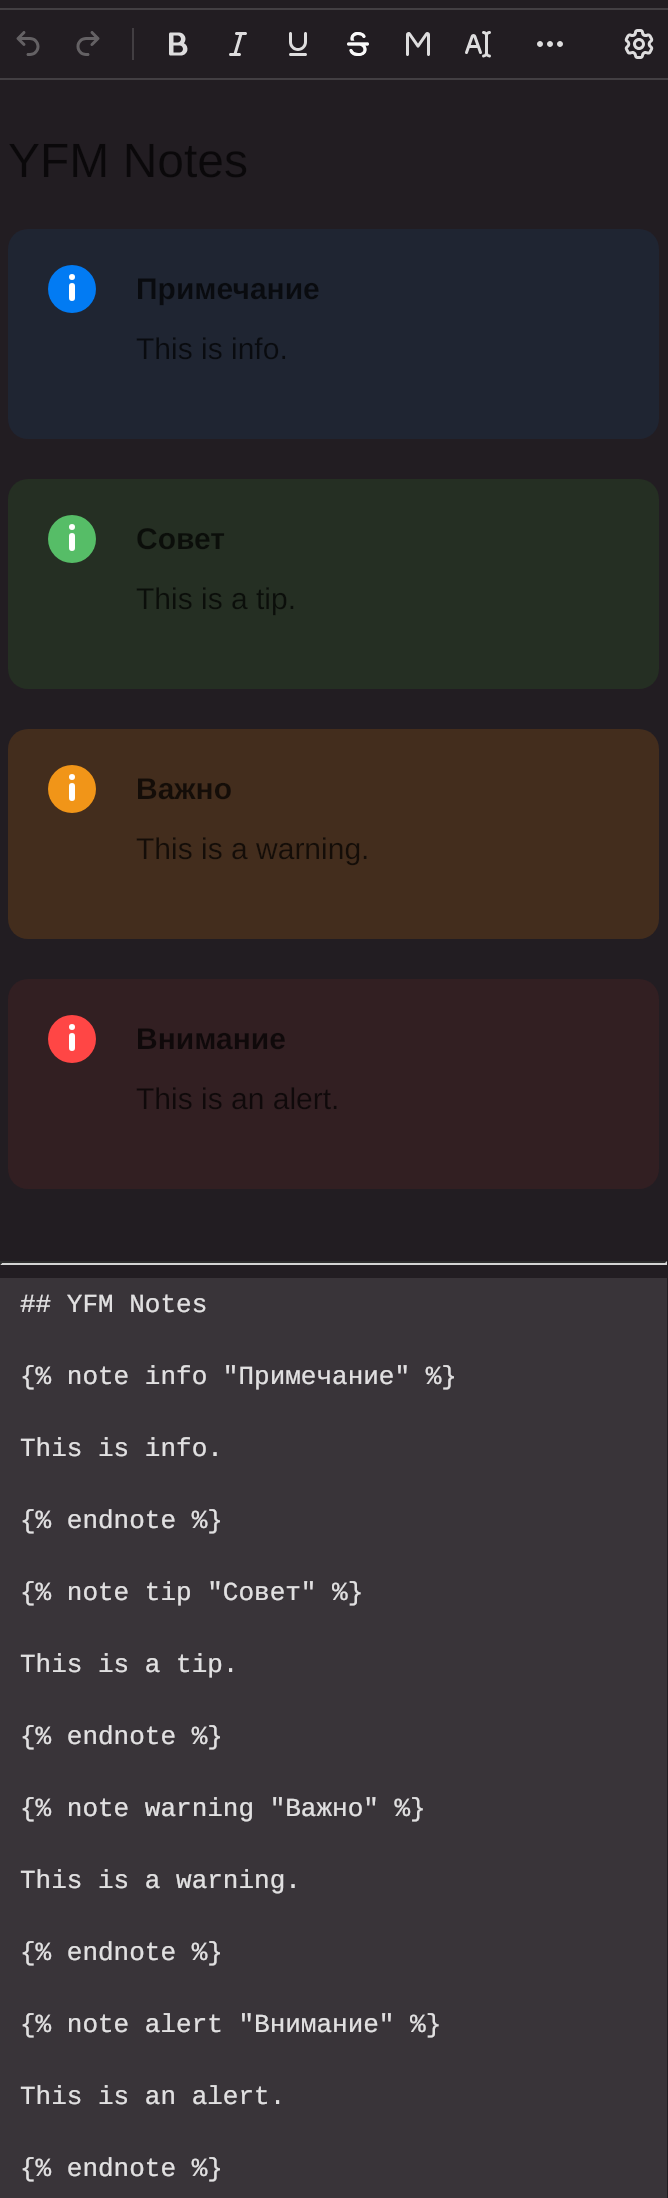 B I U S M AI
YFM Notes
Примечание
This is info.
Совет
This is a tip.
Важно
This is a warning.
Внимание
This is an alert.
## YFM Notes
{% note info "Примечание" %}
This is info.
{% endnote %}
{% note tip "Совет" %}
This is a tip.
{% endnote %}
{% note warning "Важно" %}
This is a warning.
{% endnote %}
{% note alert "Внимание" %}
This is an alert.
{% endnote %}